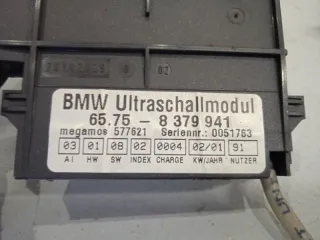 BMW Ultraschallmodul
65.75 - 8 379 941
megamos 577621 Seriennr.: 0051763
03 01 08 02 0004 02/01 91
AI HW SW INDEX CHARGE KW/JAHR NUTZER